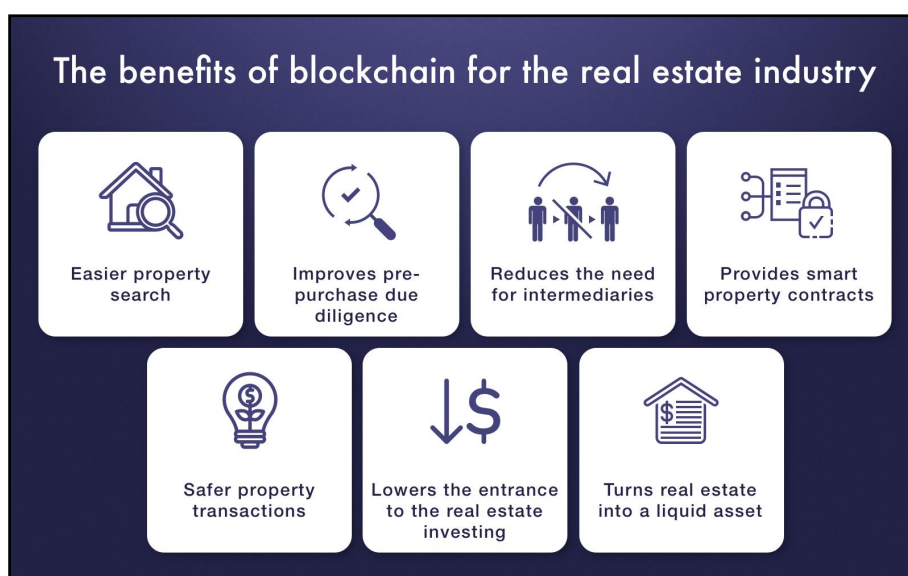 The benefits of blockchain for the real estate industry
Easier property
search
Improves pre-
purchase due
diligence
Reduces the need
for intermediaries
Provides smart
property contracts
$
Safer property
transactions
$
Lowers the entrance
to the real estate
investing
$
Turns real estate
into a liquid asset